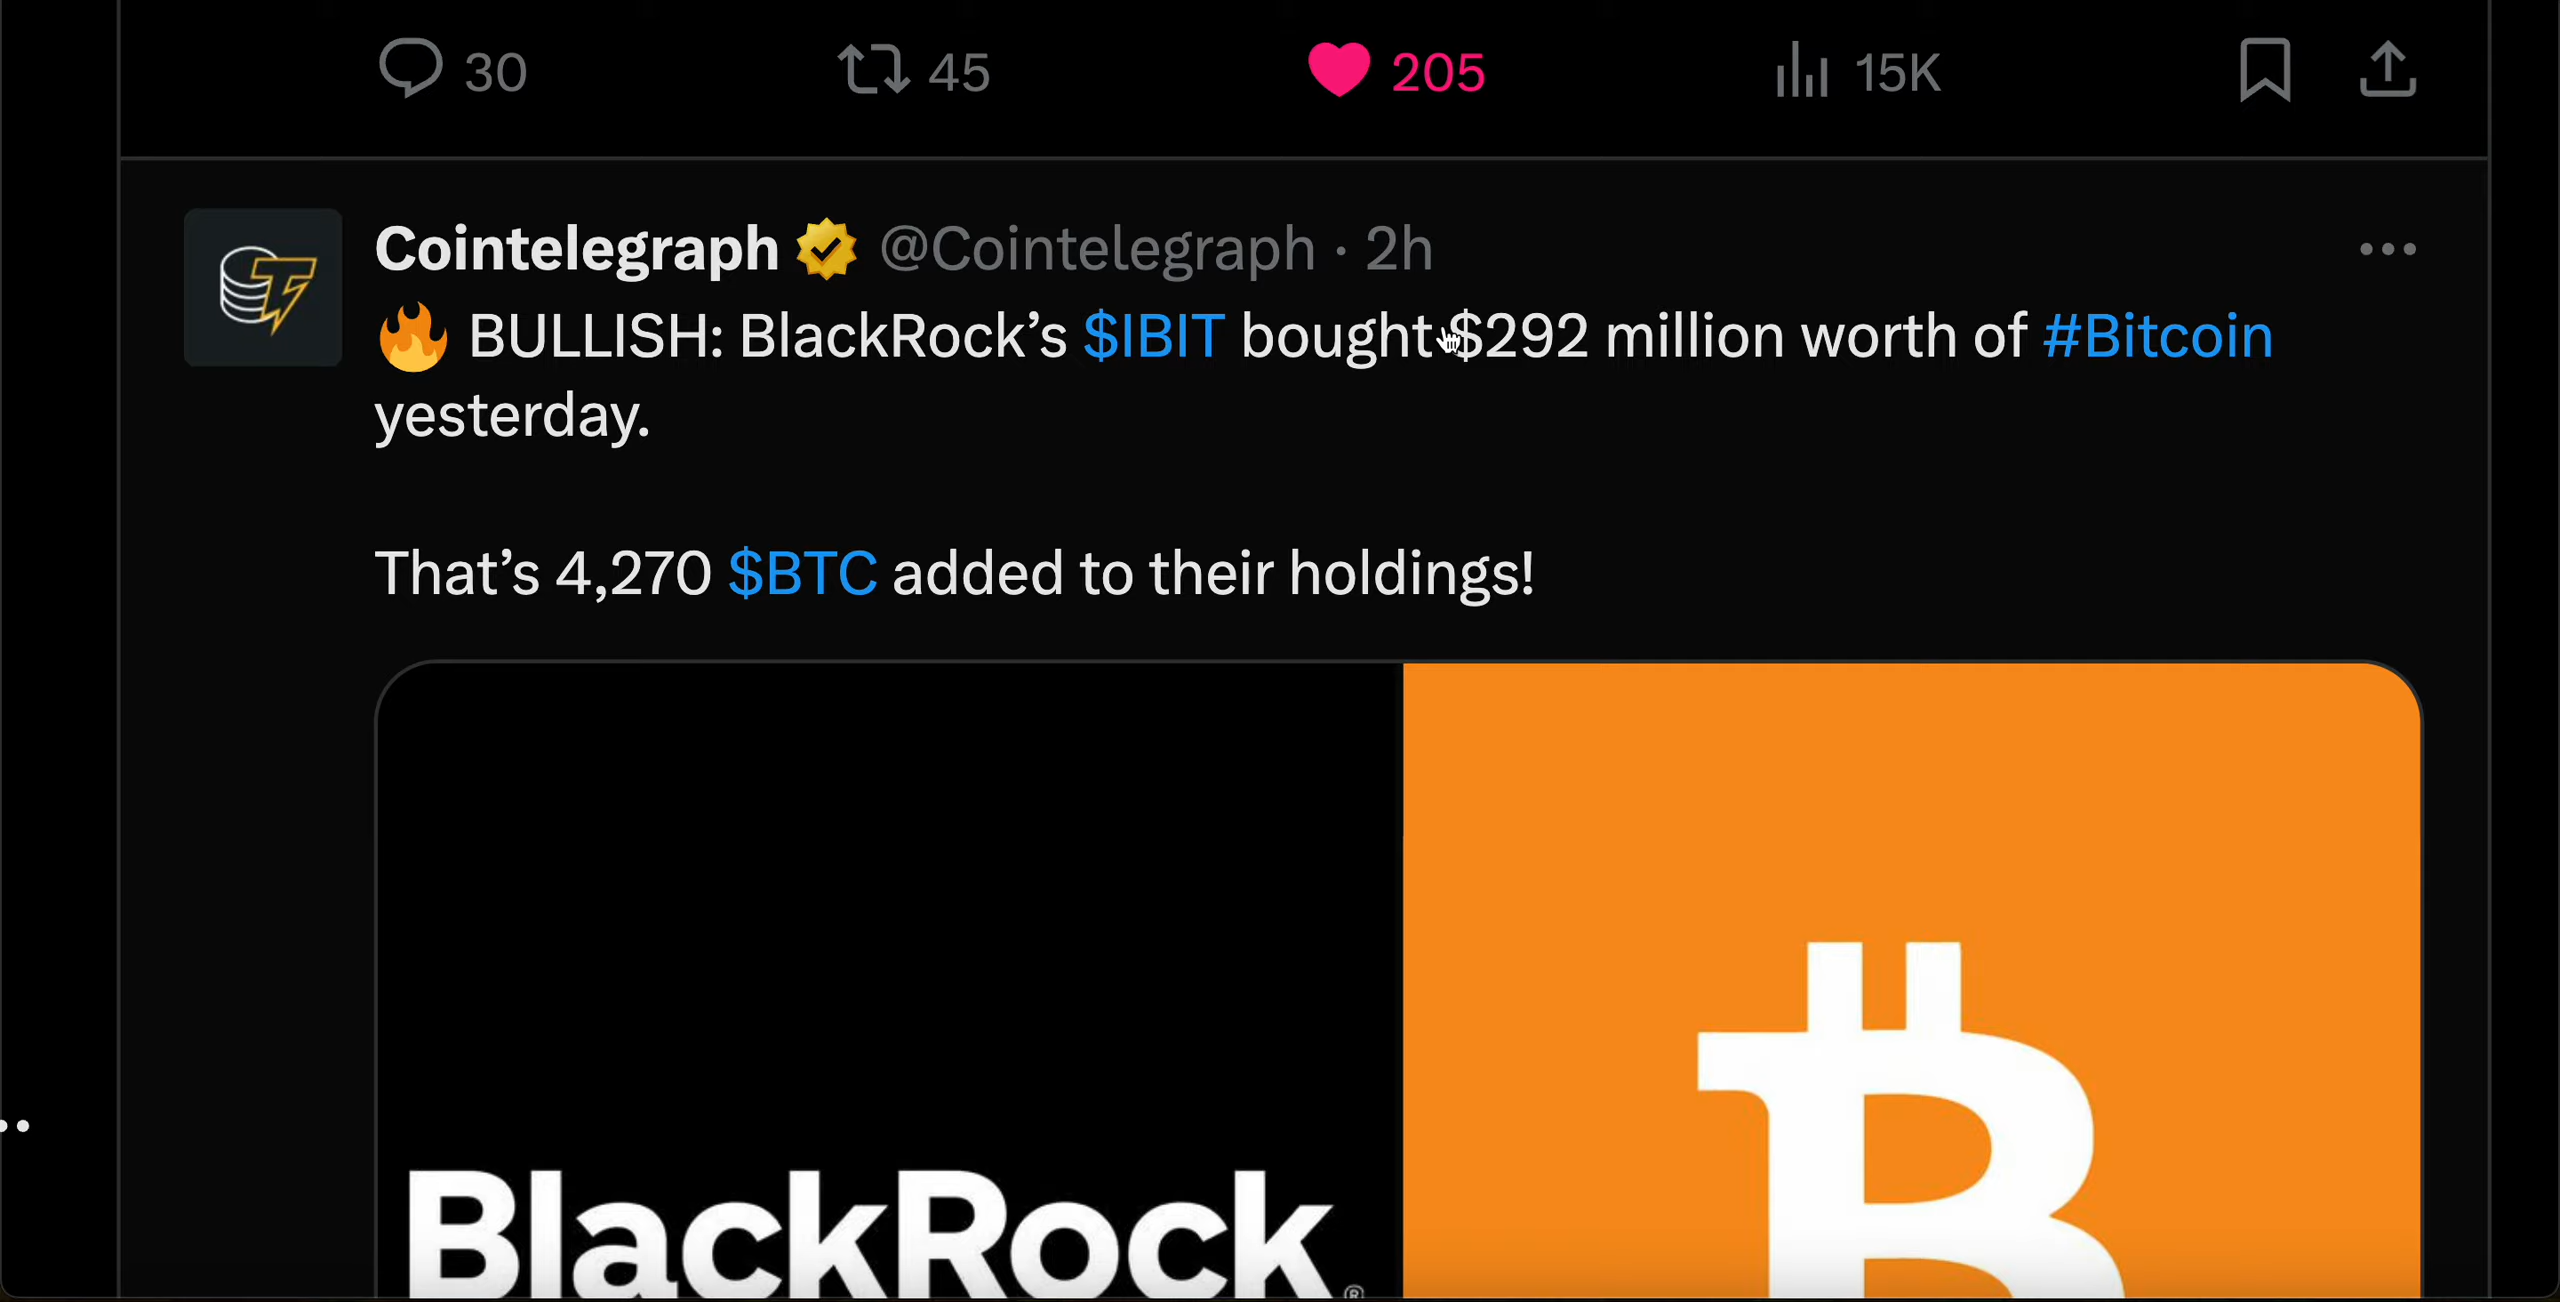 30 45 205 15K
Cointelegraph @Cointelegraph · 2h
🔥 BULLISH: BlackRock’s $IBIT bought $292 million worth of #Bitcoin
yesterday.
That’s 4,270 $BTC added to their holdings!
BlackRock®